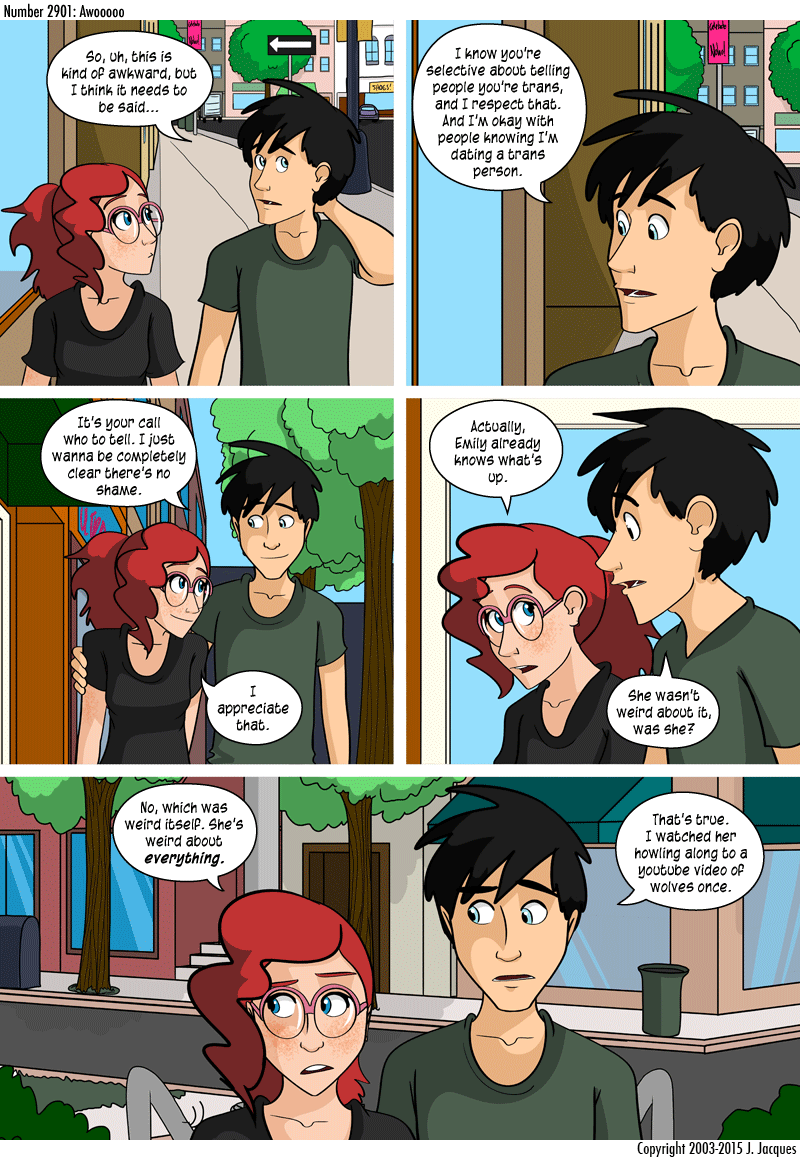 Number 2901: Awooooo
So, uh, this is
kind of awkward, but
I think it needs to
be said...
SHOES!
I know you're
selective about telling
people you're trans,
and I respect that.
And I'm okay with
people knowing I'm
dating a trans
person.
It's your call
who to tell. I just
wanna be completely
clear there's no
shame.
I
appreciate
that.
Actually,
Emily already
knows what's
up.
She wasn't
weird about it,
was she?
No, which was
weird itself. She's
weird about
everything.
That's true.
I watched her
howling along to a
youtube video of
wolves once.
Copyright 2003-2015 J. Jacques